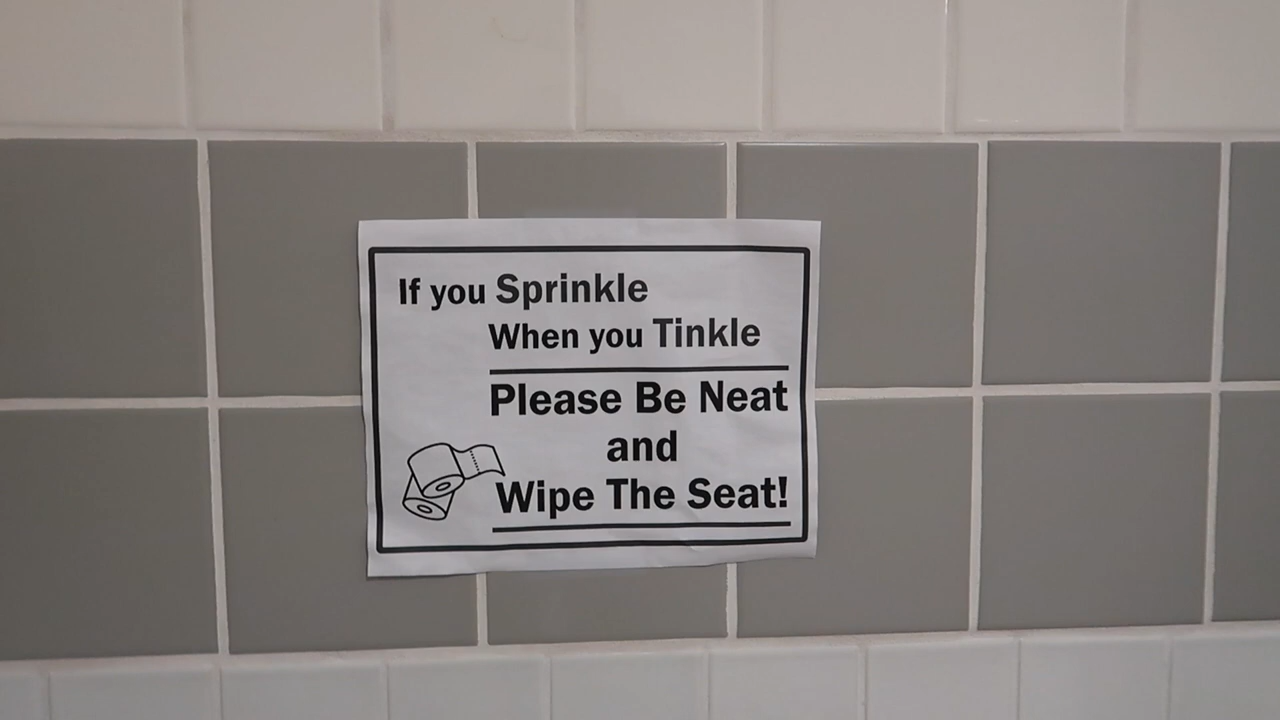 If you Sprinkle
When you Tinkle
Please Be Neat
and
Wipe The Seat!